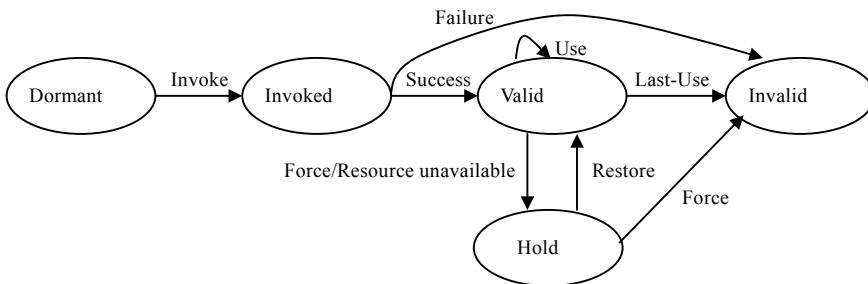 Failure
Use
Dormant
Invoke
Invoked
Success
Valid
Last-Use
Invalid
Force/Resource unavailable
Restore
Force
Hold